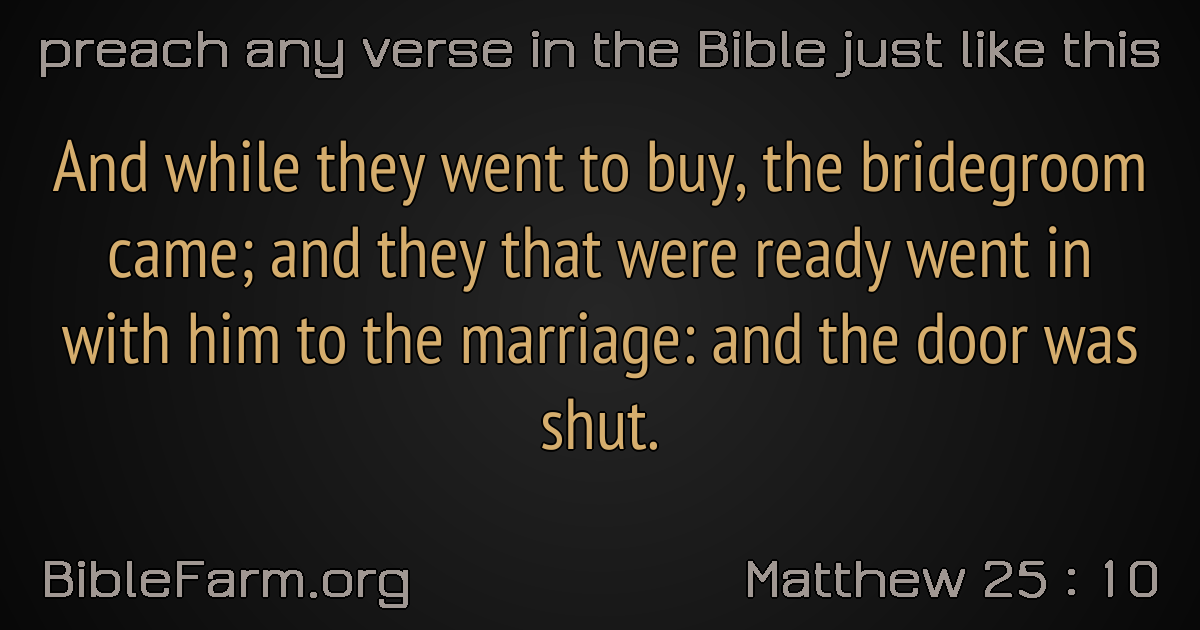 preach any verse in the Bible just like this
And while they went to buy, the bridegroom
came; and they that were ready went in
with him to the marriage: and the door was
shut.
BibleFarm.org
Matthew 25 : 10